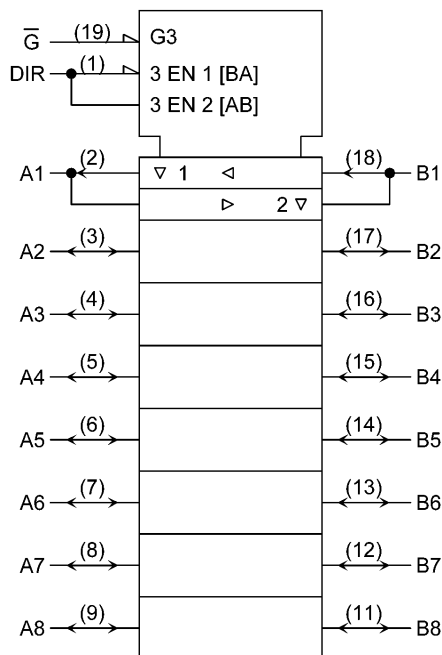 G̅ (19) G3
DIR (1) 3 EN 1 [BA]
3 EN 2 [AB]
A1 (2) ▽ 1 ◁ (18) B1
▷ 2 ▽
A2 (3) (17) B2
A3 (4) (16) B3
A4 (5) (15) B4
A5 (6) (14) B5
A6 (7) (13) B6
A7 (8) (12) B7
A8 (9) (11) B8